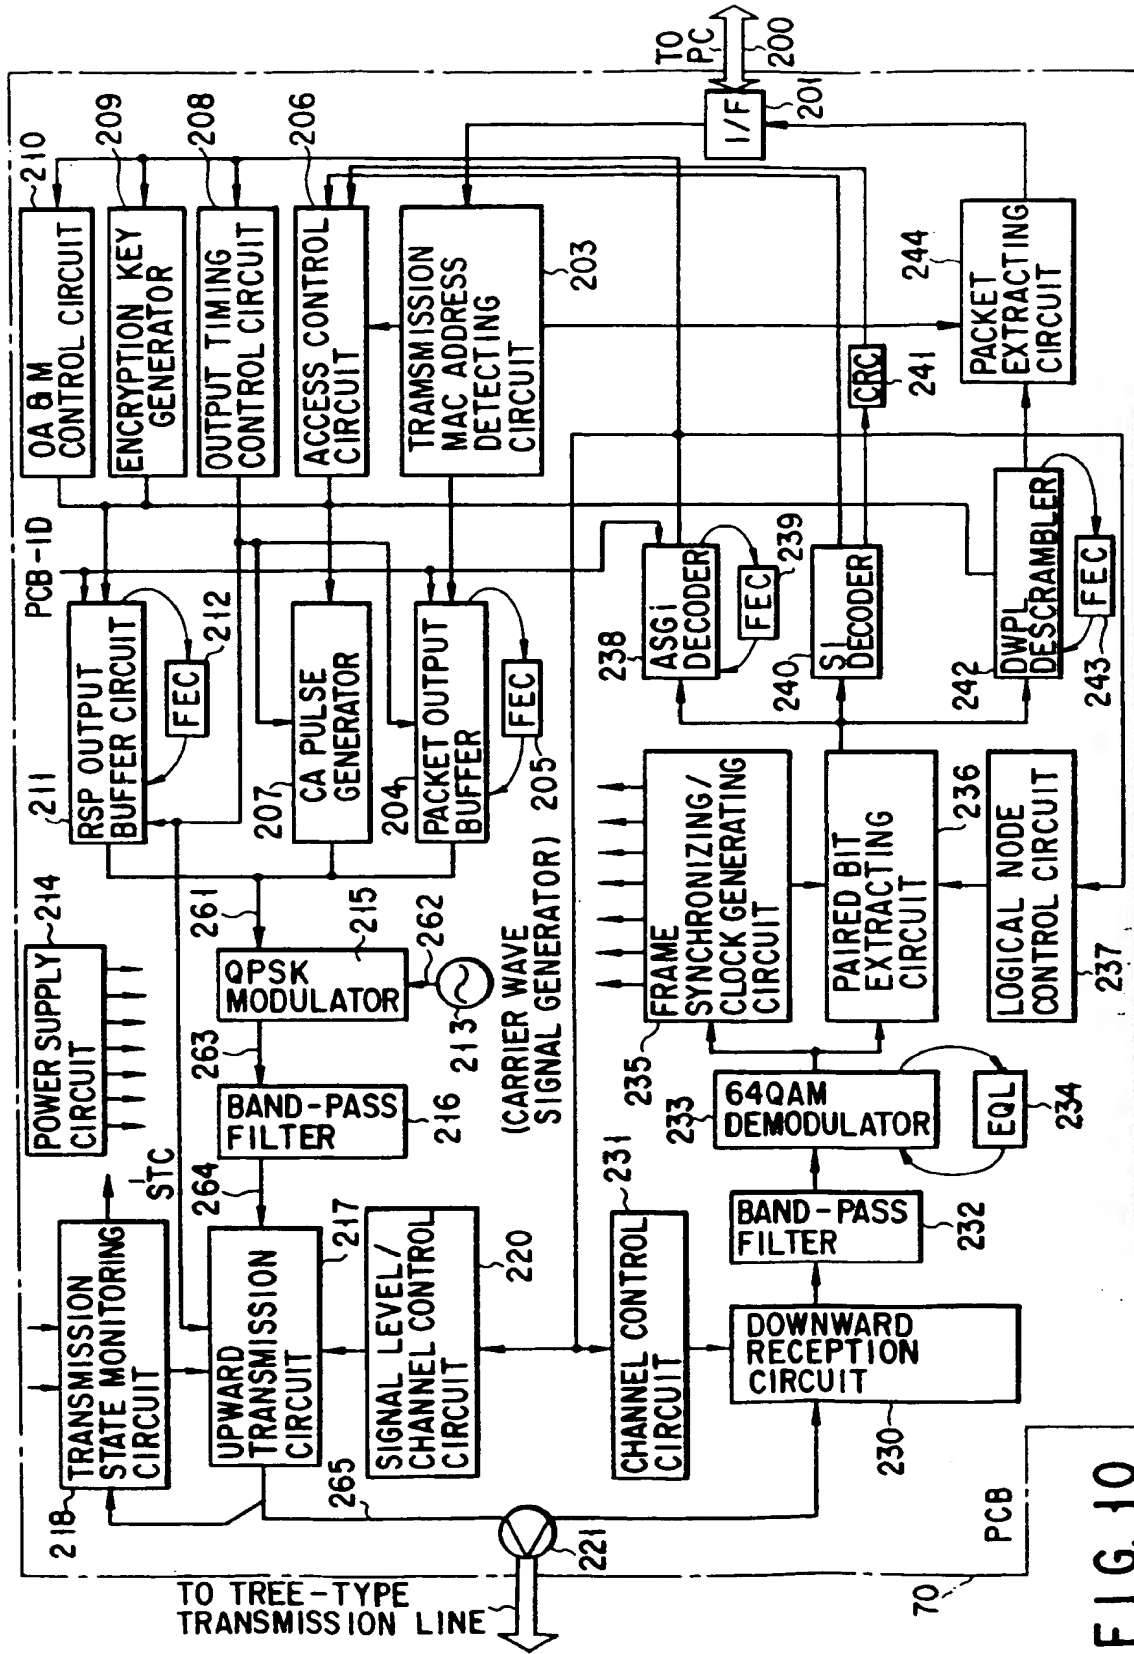 FIG. 10
70
PCB
TO TREE-TYPE
TRANSMISSION LINE
221
265
218
TRANSMISSION
STATE MONITORING
CIRCUIT
STC
UPWARD
TRANSMISSION
CIRCUIT
217
SIGNAL LEVEL/
CHANNEL CONTROL
CIRCUIT
220
CHANNEL CONTROL
CIRCUIT
231
DOWNWARD
RECEPTION
CIRCUIT
230
POWER SUPPLY
CIRCUIT
214
264
BAND-PASS
FILTER
216
263
QPSK
MODULATOR
215
261
262
213
(CARRIER WAVE
SIGNAL GENERATOR)
BAND-PASS
FILTER
232
233
64QAM
DEMODULATOR
EQL
234
211
RSP OUTPUT
BUFFER CIRCUIT
FEC
212
PCB-ID
207
CA PULSE
GENERATOR
204
PACKET OUTPUT
BUFFER
FEC
205
235
FRAME
SYNCHRONIZING/
CLOCK GENERATING
CIRCUIT
PAIRED BIT
EXTRACTING
CIRCUIT
236
LOGICAL NODE
CONTROL CIRCUIT
237
238
ASGi
DECODER
FEC
239
240
SI
DECODER
CRC
241
242
DWPL
DESCRAMBLER
FEC
243
OA & M
CONTROL CIRCUIT
210
ENCRYPTION KEY
GENERATOR
209
OUTPUT TIMING
CONTROL CIRCUIT
208
ACCESS CONTROL
CIRCUIT
206
TRAMSMISSION
MAC ADDRESS
DETECTING
CIRCUIT
203
PACKET
EXTRACTING
CIRCUIT
244
I/F
201
TO
PC
200